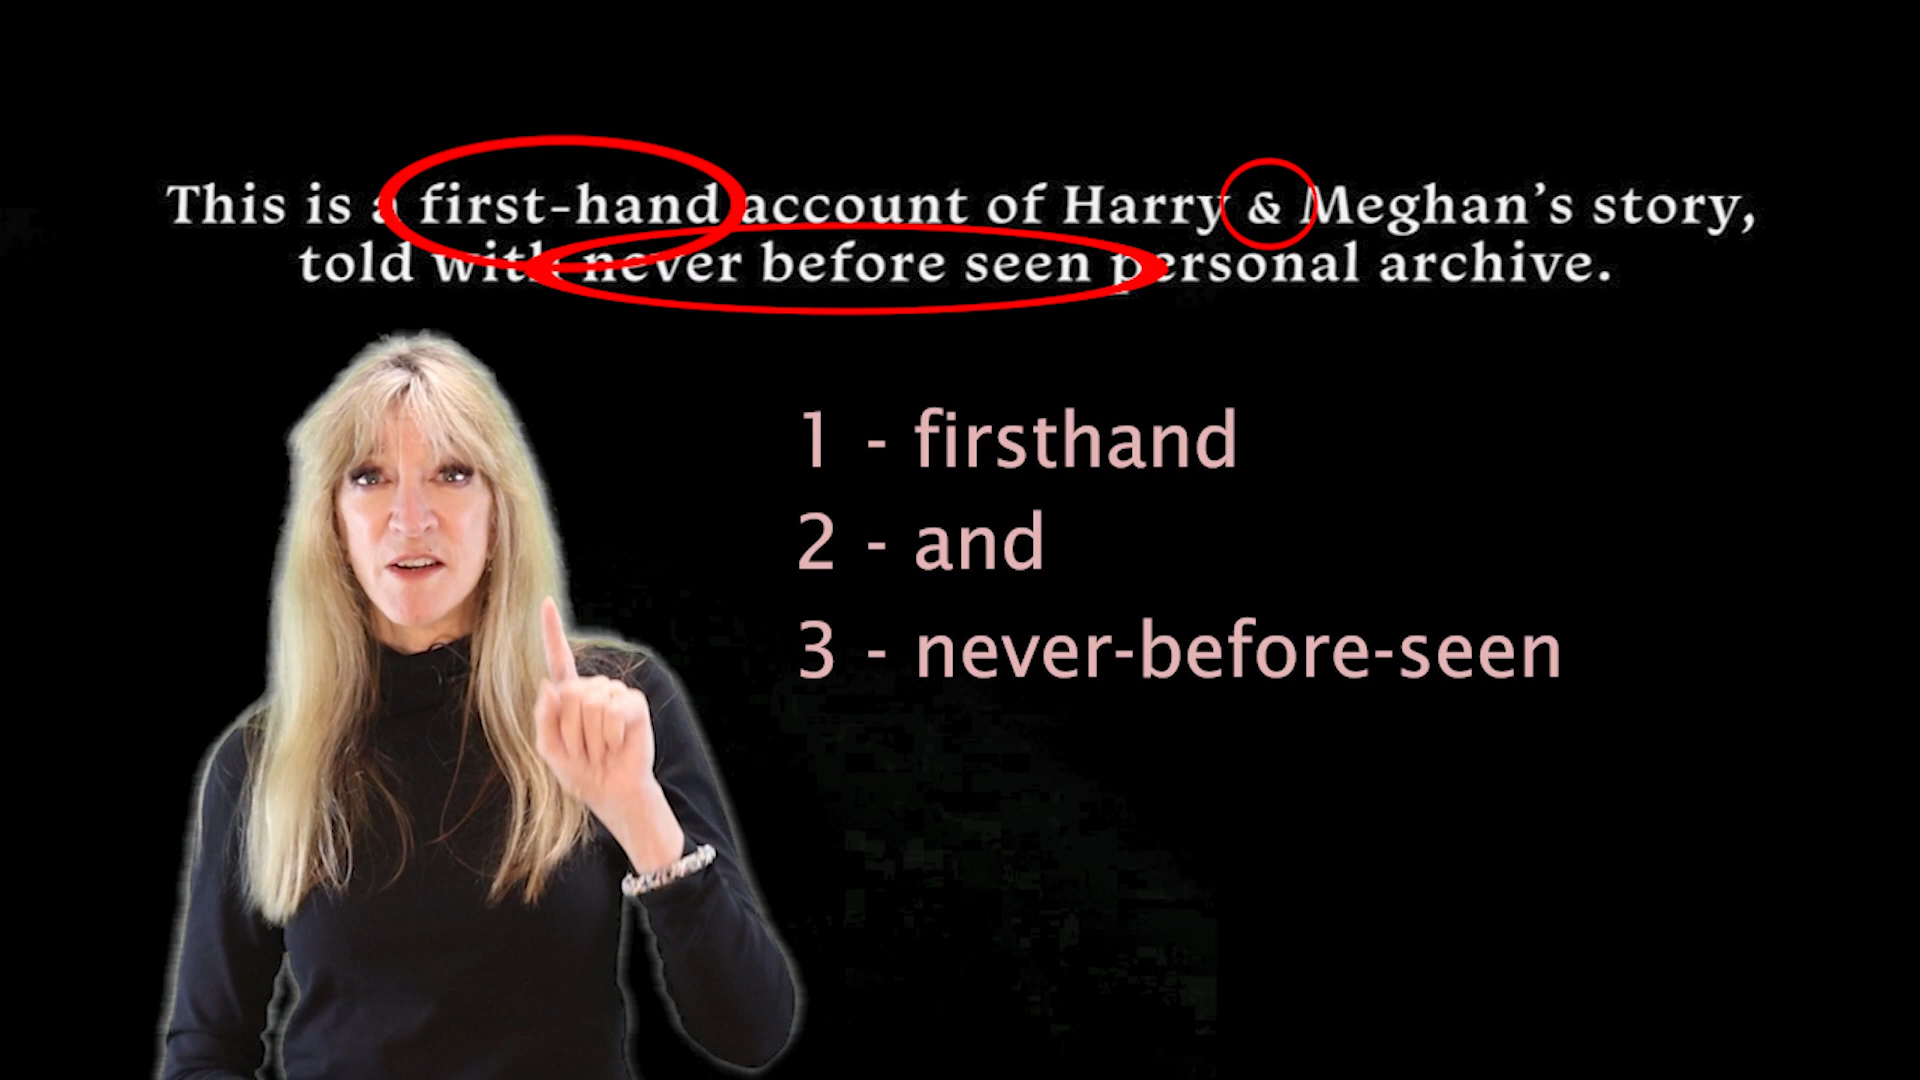 This is a first-hand account of Harry & Meghan’s story,
told with never before seen personal archive.
1 - firsthand
2 - and
3 - never-before-seen